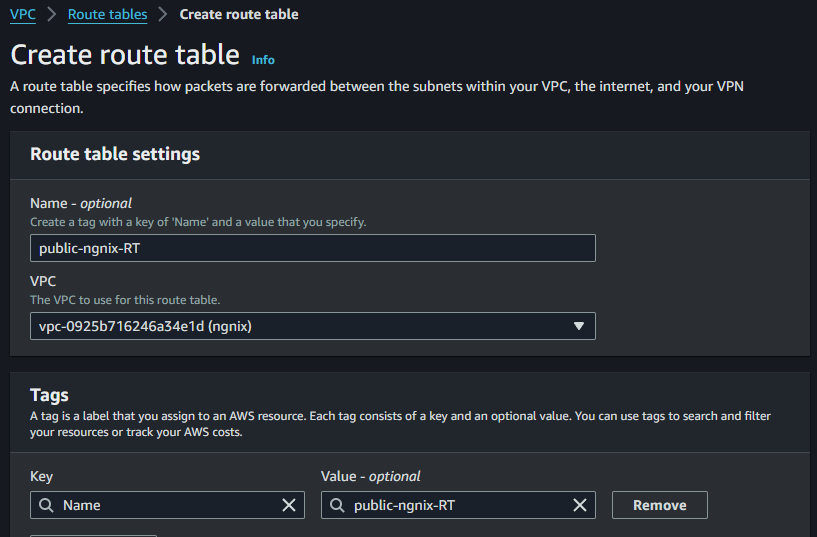 VPC > Route tables > Create route table
Create route table Info
A route table specifies how packets are forwarded between the subnets within your VPC, the internet, and your VPN
connection.
Route table settings
Name - optional
Create a tag with a key of 'Name' and a value that you specify.
public-ngnix-RT
VPC
The VPC to use for this route table.
vpc-0925b716246a34e1d (ngnix)
Tags
A tag is a label that you assign to an AWS resource. Each tag consists of a key and an optional value. You can use tags to search and filter
your resources or track your AWS costs.
Key Value - optional
Name public-ngnix-RT Remove